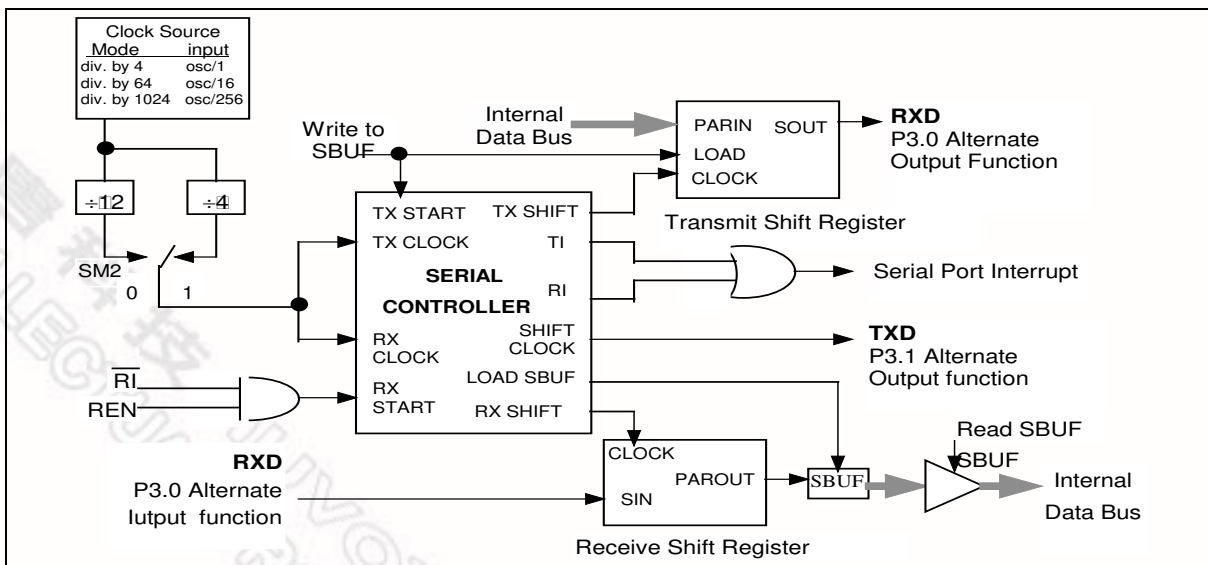 Clock Source
Mode input
div. by 4 osc/1
div. by 64 osc/16
div. by 1024 osc/256
÷12
÷4
SM2
0 1
Write to
SBUF
Internal
Data Bus
PARIN SOUT
LOAD
CLOCK
Transmit Shift Register
RXD
P3.0 Alternate
Output Function
TX START TX SHIFT
TX CLOCK TI
SERIAL
CONTROLLER
RI
SHIFT
CLOCK
RX
CLOCK
LOAD SBUF
RX
START
RX SHIFT
Serial Port Interrupt
TXD
P3.1 Alternate
Output function
RI
REN
RXD
P3.0 Alternate
Iutput function
CLOCK
PAROUT
SIN
Receive Shift Register
SBUF
Read SBUF
SBUF
Internal
Data Bus
科技